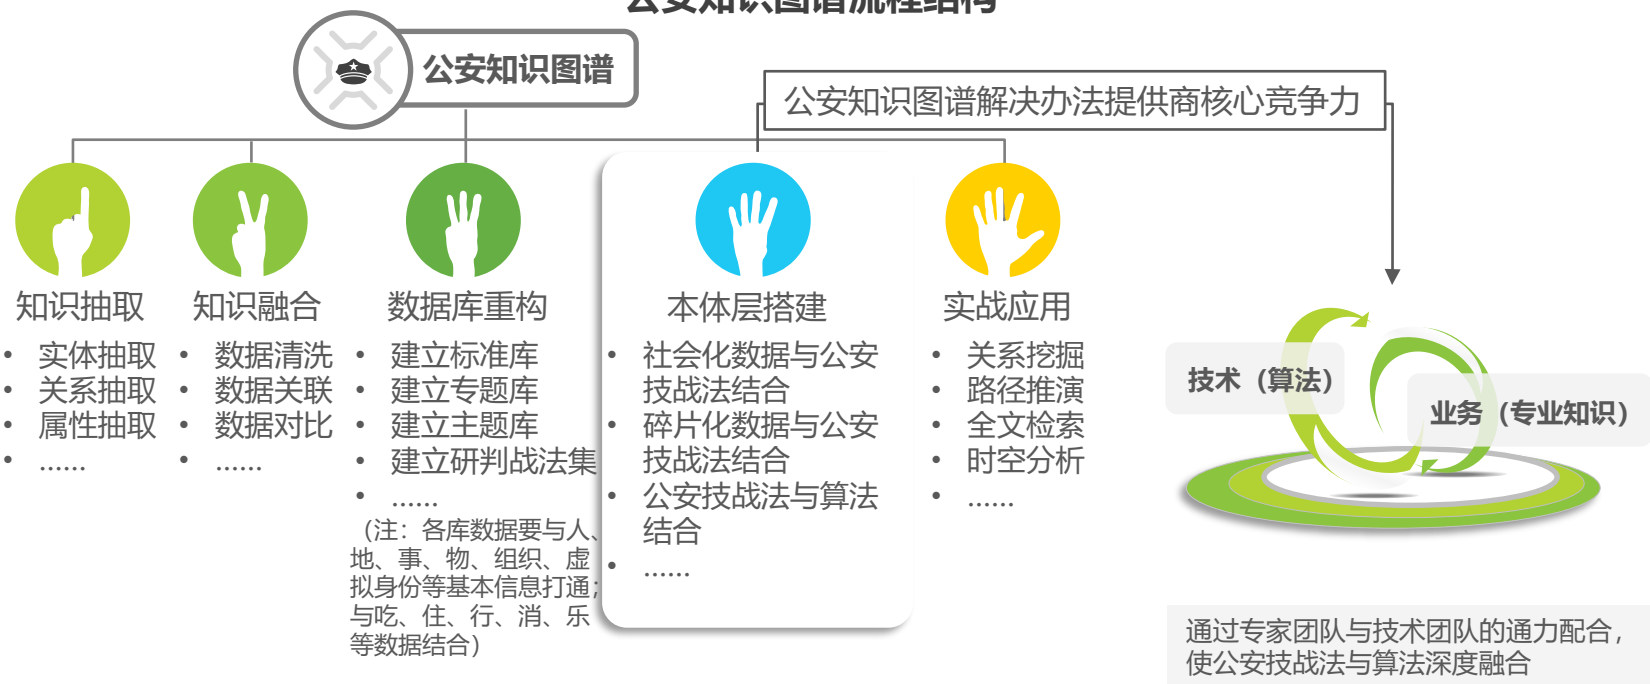 公安知识图谱流程结构
公安知识图谱
公安知识图谱解决办法提供商核心竞争力
知识抽取
• 实体抽取
• 关系抽取
• 属性抽取
• ......
知识融合
• 数据清洗
• 数据关联
• 数据对比
• ......
数据库重构
• 建立标准库
• 建立专题库
• 建立主题库
• 建立研判战法集
• ......
（注：各库数据要与人、
地、事、物、组织、虚
拟身份等基本信息打通；
与吃、住、行、消、乐
等数据结合）
本体层搭建
• 社会化数据与公安
技战法结合
• 碎片化数据与公安
技战法结合
• 公安技战法与算法
结合
• ......
实战应用
• 关系挖掘
• 路径推演
• 全文检索
• 时空分析
• ......
技术（算法）
业务（专业知识）
通过专家团队与技术团队的通力配合，
使公安技战法与算法深度融合